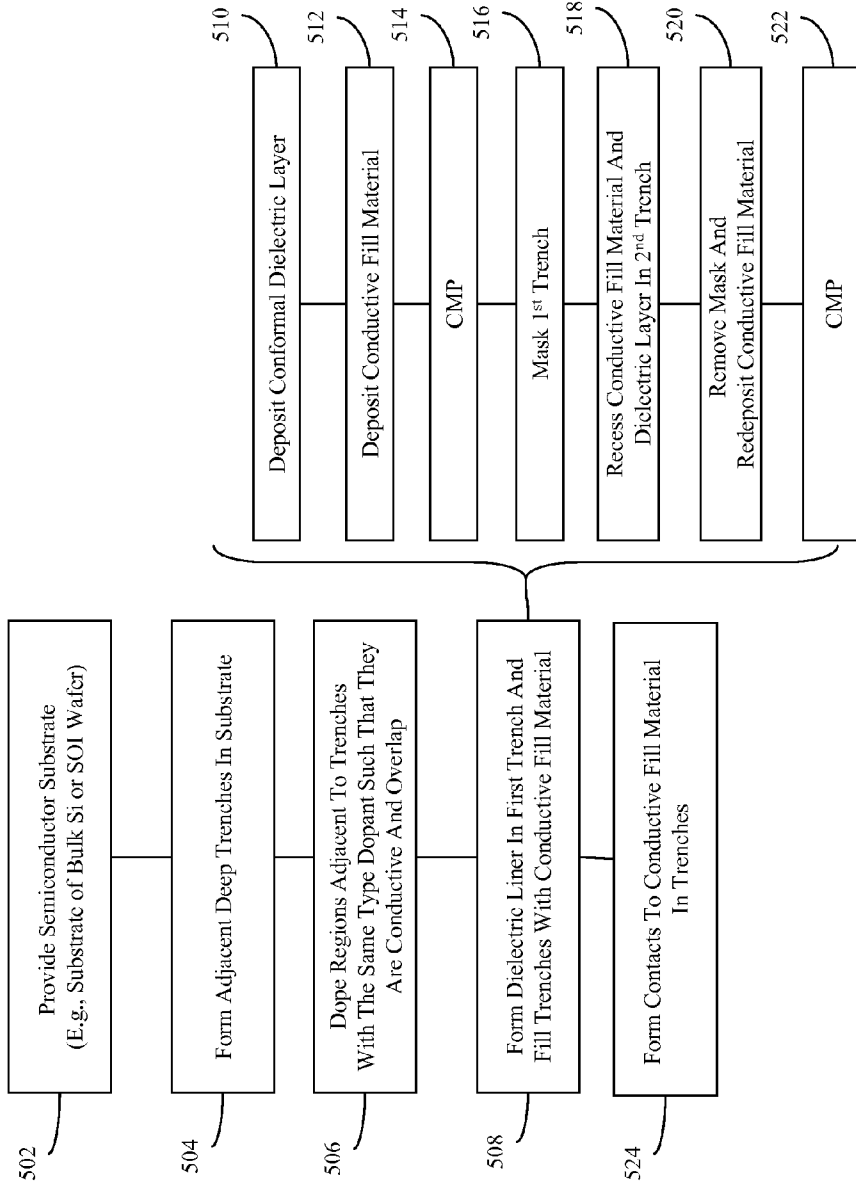 502
Provide Semiconductor Substrate
(E.g., Substrate of Bulk Si or SOI Wafer)
504
Form Adjacent Deep Trenches In Substrate
506
Dope Regions Adjacent To Trenches
With The Same Type Dopant Such That They
Are Conductive And Overlap
508
Form Dielectric Liner In First Trench And
Fill Trenches With Conductive Fill Material
524
Form Contacts To Conductive Fill Material
In Trenches
510
Deposit Conformal Dielectric Layer
512
Deposit Conductive Fill Material
514
CMP
516
Mask 1st Trench
518
Recess Conductive Fill Material And
Dielectric Layer In 2nd Trench
520
Remove Mask And
Redeposit Conductive Fill Material
522
CMP